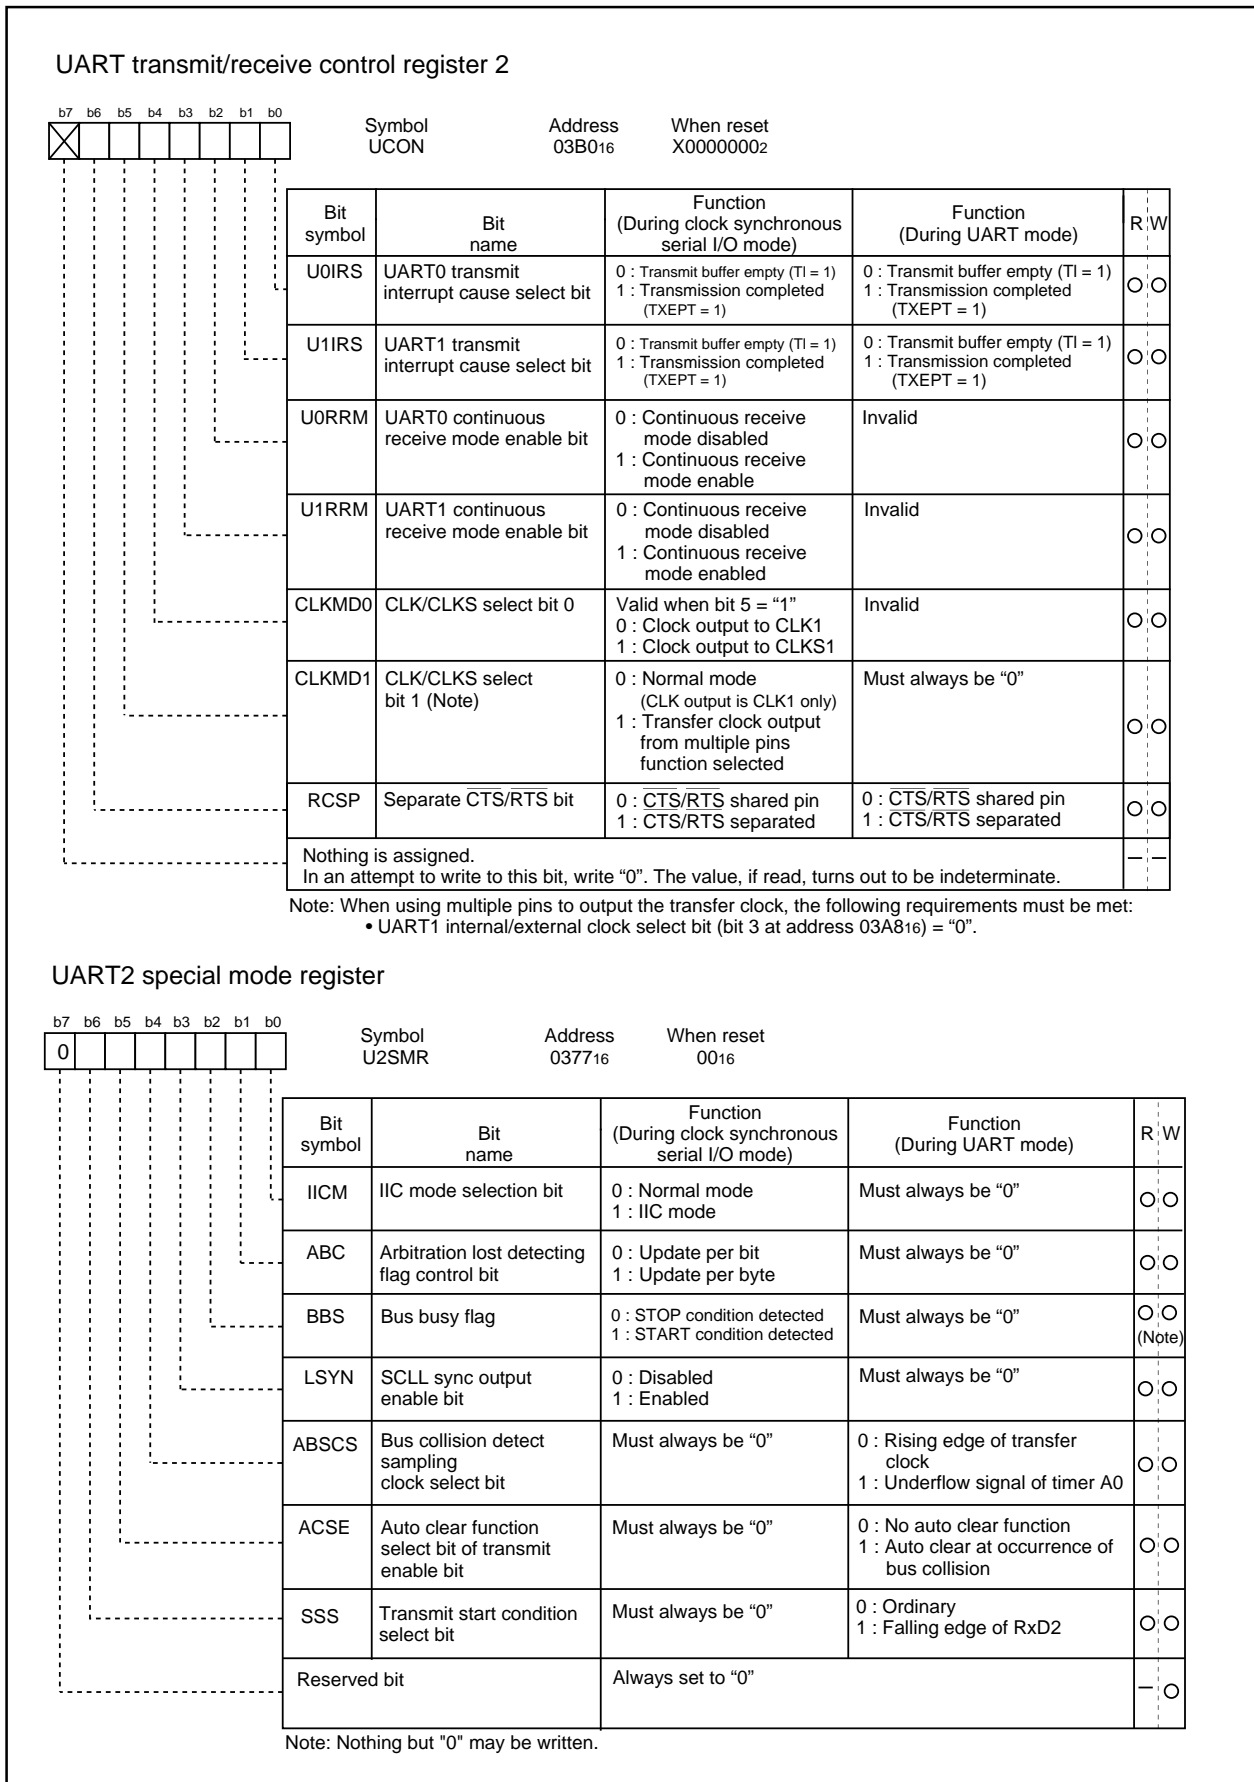 UART transmit/receive control register 2
b7 b6 b5 b4 b3 b2 b1 b0
Symbol Address When reset
UCON 03B016 X00000002
Bit symbol Bit name Function (During clock synchronous serial I/O mode) Function (During UART mode) R W
U0IRS UART0 transmit interrupt cause select bit
0 : Transmit buffer empty (TI = 1)
1 : Transmission completed
(TXEPT = 1)
0 : Transmit buffer empty (TI = 1)
1 : Transmission completed
(TXEPT = 1)
U1IRS UART1 transmit interrupt cause select bit
0 : Transmit buffer empty (TI = 1)
1 : Transmission completed
(TXEPT = 1)
0 : Transmit buffer empty (TI = 1)
1 : Transmission completed
(TXEPT = 1)
U0RRM UART0 continuous receive mode enable bit
0 : Continuous receive
mode disabled
1 : Continuous receive
mode enable
Invalid
U1RRM UART1 continuous receive mode enable bit
0 : Continuous receive
mode disabled
1 : Continuous receive
mode enabled
Invalid
CLKMD0 CLK/CLKS select bit 0
Valid when bit 5 = “1”
0 : Clock output to CLK1
1 : Clock output to CLKS1
Invalid
CLKMD1 CLK/CLKS select bit 1 (Note)
0 : Normal mode
(CLK output is CLK1 only)
1 : Transfer clock output
from multiple pins
function selected
Must always be “0”
RCSP Separate CTS/RTS bit
0 : CTS/RTS shared pin
1 : CTS/RTS separated
0 : CTS/RTS shared pin
1 : CTS/RTS separated
Nothing is assigned.
In an attempt to write to this bit, write “0”. The value, if read, turns out to be indeterminate.
Note: When using multiple pins to output the transfer clock, the following requirements must be met:
• UART1 internal/external clock select bit (bit 3 at address 03A816) = “0”.
UART2 special mode register
b7 b6 b5 b4 b3 b2 b1 b0
0
Symbol Address When reset
U2SMR 037716 0016
Bit symbol Bit name Function (During clock synchronous serial I/O mode) Function (During UART mode) R W
IICM IIC mode selection bit
0 : Normal mode
1 : IIC mode
Must always be “0”
ABC Arbitration lost detecting flag control bit
0 : Update per bit
1 : Update per byte
Must always be “0”
BBS Bus busy flag
0 : STOP condition detected
1 : START condition detected
Must always be “0”
(Note)
LSYN SCLL sync output enable bit
0 : Disabled
1 : Enabled
Must always be “0”
ABSCS Bus collision detect sampling clock select bit
Must always be “0”
0 : Rising edge of transfer
clock
1 : Underflow signal of timer A0
ACSE Auto clear function select bit of transmit enable bit
Must always be “0”
0 : No auto clear function
1 : Auto clear at occurrence of
bus collision
SSS Transmit start condition select bit
Must always be “0”
0 : Ordinary
1 : Falling edge of RxD2
Reserved bit Always set to “0”
Note: Nothing but "0" may be written.